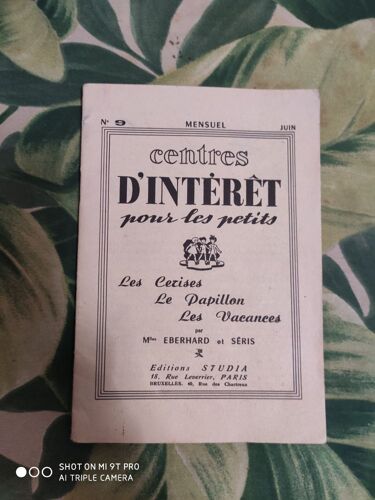 N° 9 MENSUEL JUIN
centres
D'INTÉRÊT
pour les petits
Les Cerises
Le Papillon
Les Vacances
par
Mlles EBERHARD et SÉRIS
Editions STUDIA
18, Rue Leverrier, PARIS
BRUXELLES. 40, Rue des Chartreux
SHOT ON MI 9T PRO
AI TRIPLE CAMERA